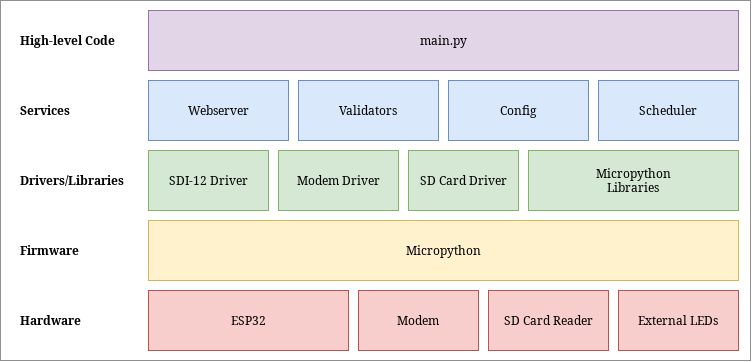 High-level Code
main.py
Services
Webserver
Validators
Config
Scheduler
Drivers/Libraries
SDI-12 Driver
Modem Driver
SD Card Driver
Micropython
Libraries
Firmware
Micropython
Hardware
ESP32
Modem
SD Card Reader
External LEDs